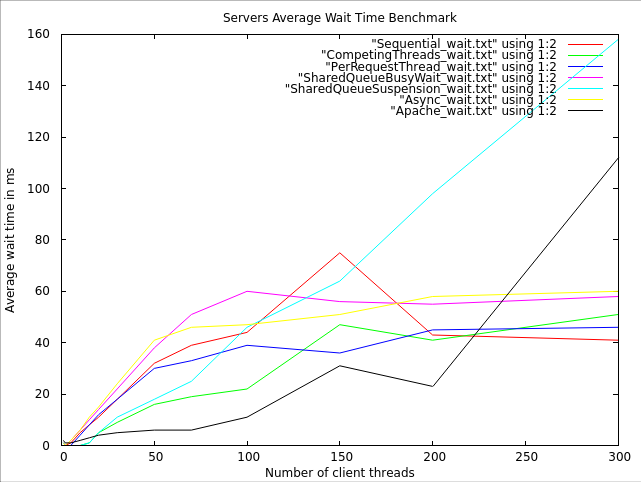 Servers Average Wait Time Benchmark
160
140
120
100
80
60
40
20
0
Average wait time in ms
"Sequential_wait.txt" using 1:2
"CompetingThreads_wait.txt" using 1:2
"PerRequestThread_wait.txt" using 1:2
"SharedQueueBusyWait_wait.txt" using 1:2
"SharedQueueSuspension_wait.txt" using 1:2
"Async_wait.txt" using 1:2
"Apache_wait.txt" using 1:2
0 50 100 150 200 250 300
Number of client threads